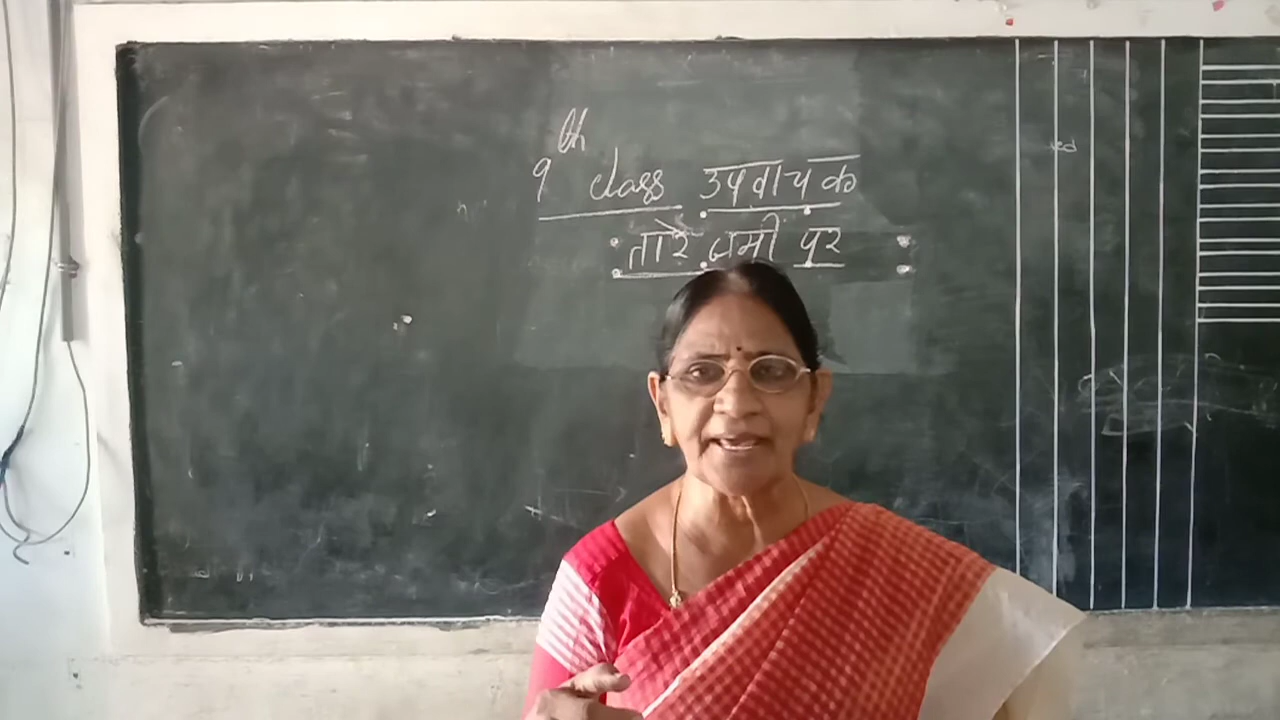 9th class उपवाचक
: तारे जमीं पर :